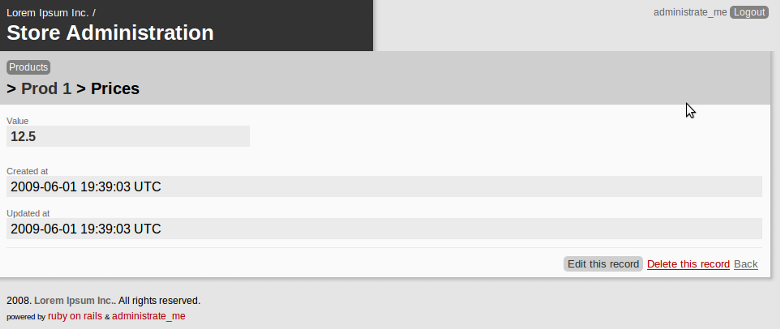 Lorem Ipsum Inc. /
administrate_me Logout
Store Administration
Products
> Prod 1 > Prices
Value
12.5
Created at
2009-06-01 19:39:03 UTC
Updated at
2009-06-01 19:39:03 UTC
Edit this record Delete this record Back
2008. Lorem Ipsum Inc.. All rights reserved.
powered by ruby on rails & administrate_me